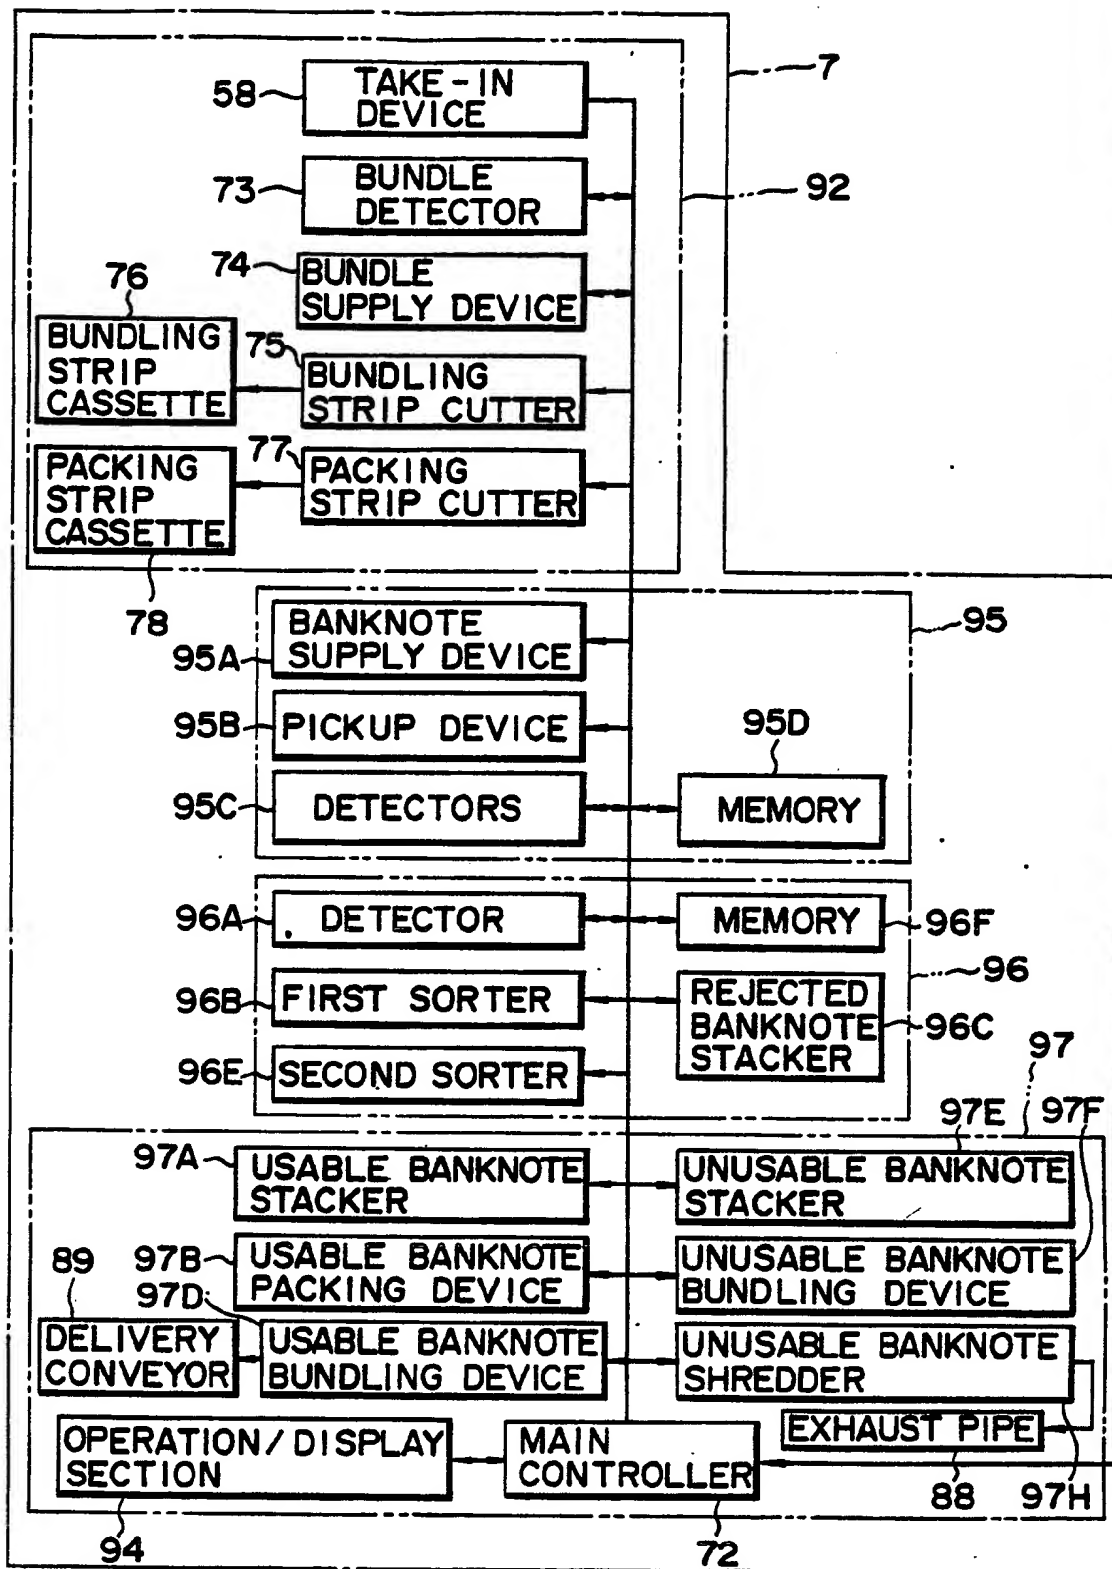 7
58
TAKE-IN
DEVICE
73
BUNDLE
DETECTOR
92
74
BUNDLE
SUPPLY DEVICE
76
BUNDLING
STRIP
CASSETTE
75
BUNDLING
STRIP CUTTER
PACKING
STRIP
CASSETTE
77
PACKING
STRIP CUTTER
78
95
95A
BANKNOTE
SUPPLY DEVICE
95B
PICKUP DEVICE
95D
95C
DETECTORS
MEMORY
96A
DETECTOR
MEMORY
96F
96
96B
FIRST SORTER
REJECTED
BANKNOTE
STACKER
96C
96E
SECOND SORTER
97
97E
97F
97A
USABLE BANKNOTE
STACKER
UNUSABLE BANKNOTE
STACKER
97B
USABLE BANKNOTE
PACKING DEVICE
UNUSABLE BANKNOTE
BUNDLING DEVICE
89
97D
DELIVERY
CONVEYOR
USABLE BANKNOTE
BUNDLING DEVICE
UNUSABLE BANKNOTE
SHREDDER
EXHAUST PIPE
OPERATION/DISPLAY
SECTION
MAIN
CONTROLLER
88
97H
94
72